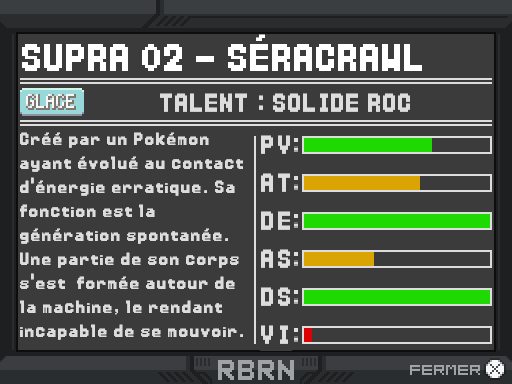 SUPRA 02 - SÉRACRAWL
GLACE
TALENT : SOLIDE ROC
Créé par un Pokémon
ayant évolué au contact
d'énergie erratique. Sa
fonction est la
génération spontanée.
Une partie de son corps
s'est formée autour de
la machine, le rendant
incapable de se mouvoir.
PV:
AT:
DE:
AS:
DS:
VI:
RBRN
FERMER